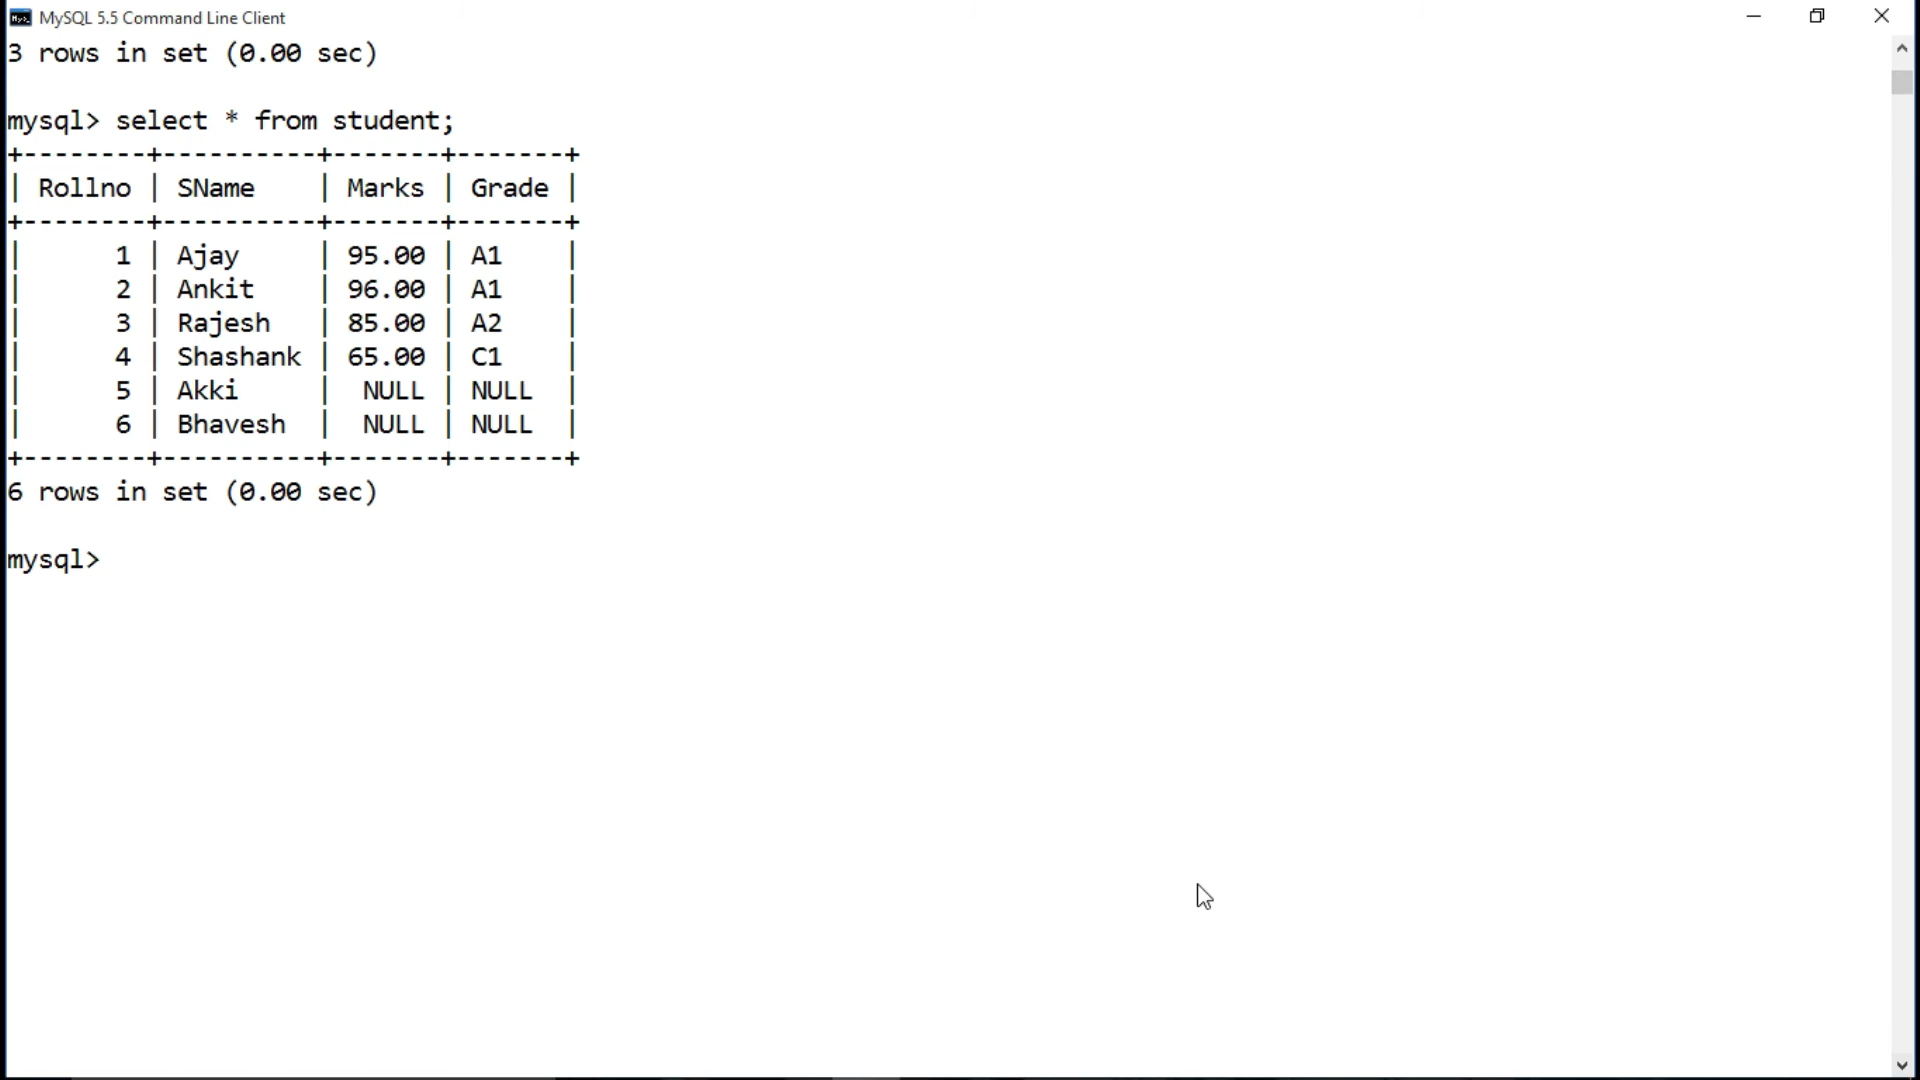 MySQL 5.5 Command Line Client
3 rows in set (0.00 sec)
mysql> select * from student;
+--------+----------+-------+-------+
| Rollno | SName    | Marks | Grade |
+--------+----------+-------+-------+
|      1 | Ajay     | 95.00 | A1    |
|      2 | Ankit    | 96.00 | A1    |
|      3 | Rajesh   | 85.00 | A2    |
|      4 | Shashank | 65.00 | C1    |
|      5 | Akki     |  NULL | NULL  |
|      6 | Bhavesh  |  NULL | NULL  |
+--------+----------+-------+-------+
6 rows in set (0.00 sec)
mysql>